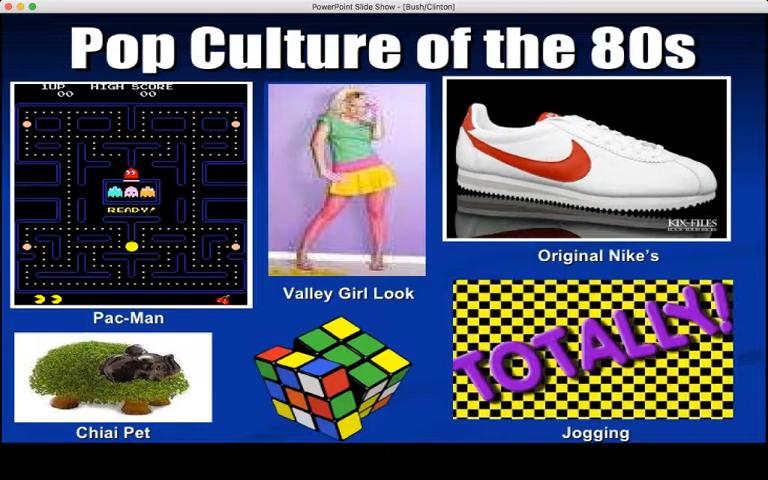 PowerPoint Slide Show - [Bush/Clinton]
Pop Culture of the 80s
1UP HIGH SCORE
00 00
READY!
KIX-FILES
Original Nike's
Valley Girl Look
Pac-Man
TOTALLY!
Chiai Pet
Jogging